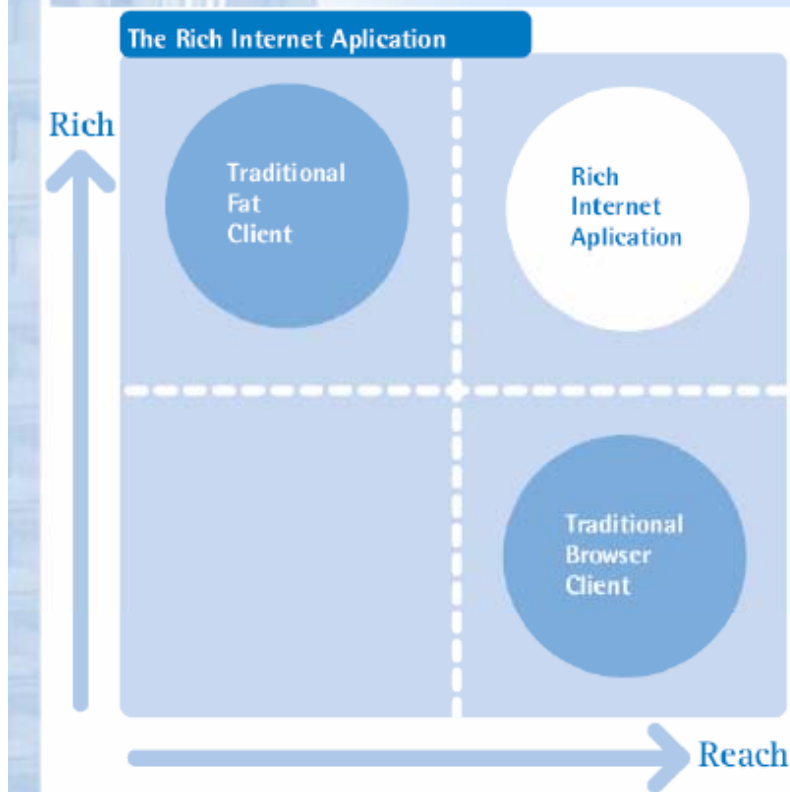 The Rich Internet Aplication
Rich
Traditional
Fat
Client
Rich
Internet
Aplication
Traditional
Browser
Client
Reach